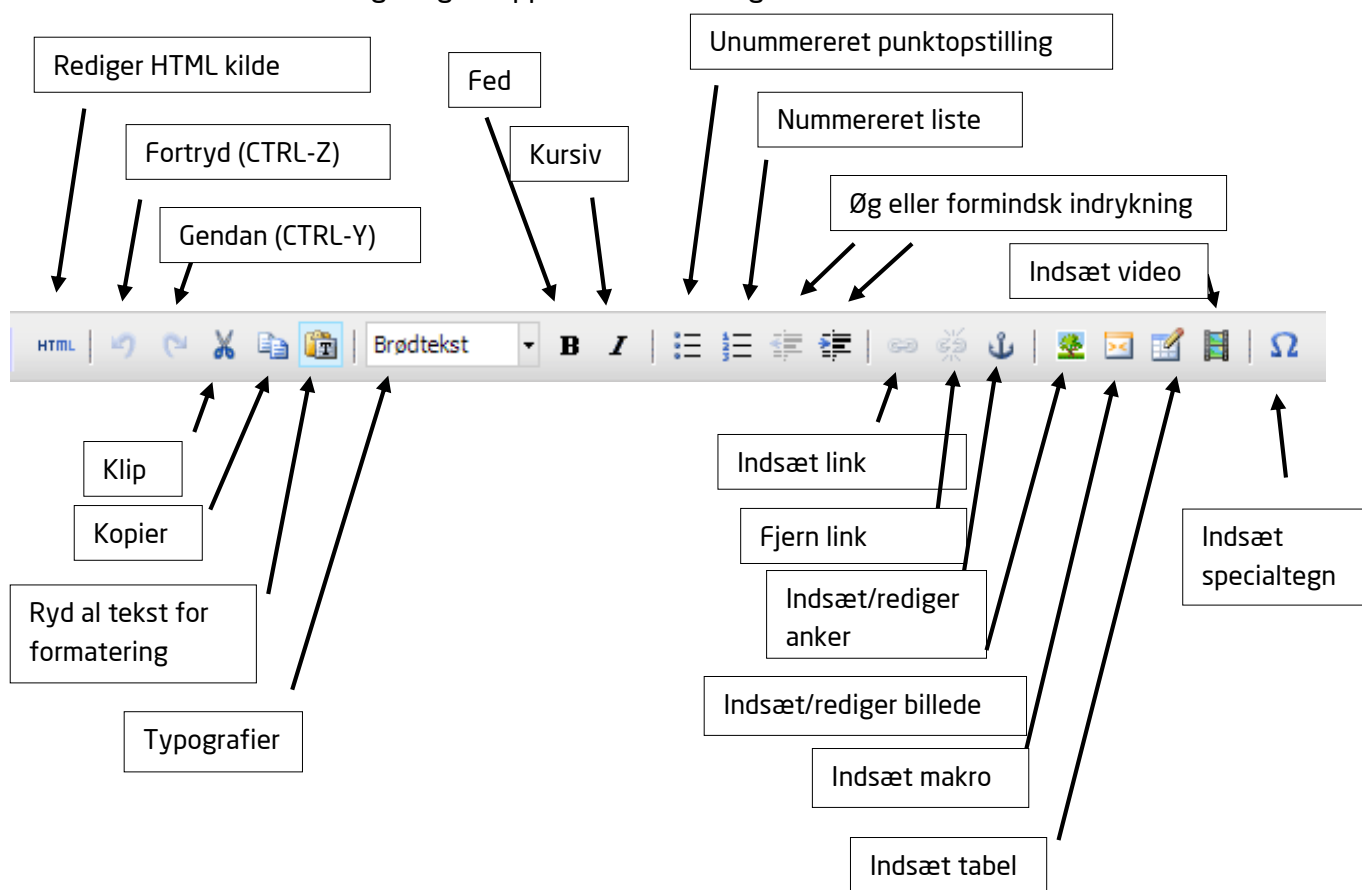 Unummereret punktopstilling
Rediger HTML kilde
Fed
Nummereret liste
Fortryd (CTRL-Z)
Kursiv
Øg eller formindsk indrykning
Gendan (CTRL-Y)
Indsæt video
HTML
Brødtekst
B
I
Ω
Klip
Indsæt link
Kopier
Fjern link
Indsæt
specialtegn
Ryd al tekst for
formatering
Indsæt/rediger
anker
Indsæt/rediger billede
Typografier
Indsæt makro
Indsæt tabel